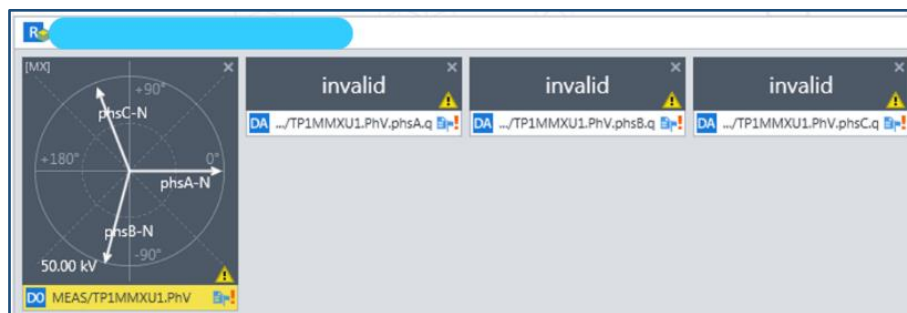 R
[MX]
+90°
phsC-N
+180°
0°
phsA-N
phsB-N
-90°
50.00 kV
DO MEAS/TP1MMXU1.PhV
invalid
DA .../TP1MMXU1.PhV.phsA.q
invalid
DA .../TP1MMXU1.PhV.phsB.q
invalid
DA .../TP1MMXU1.PhV.phsC.q